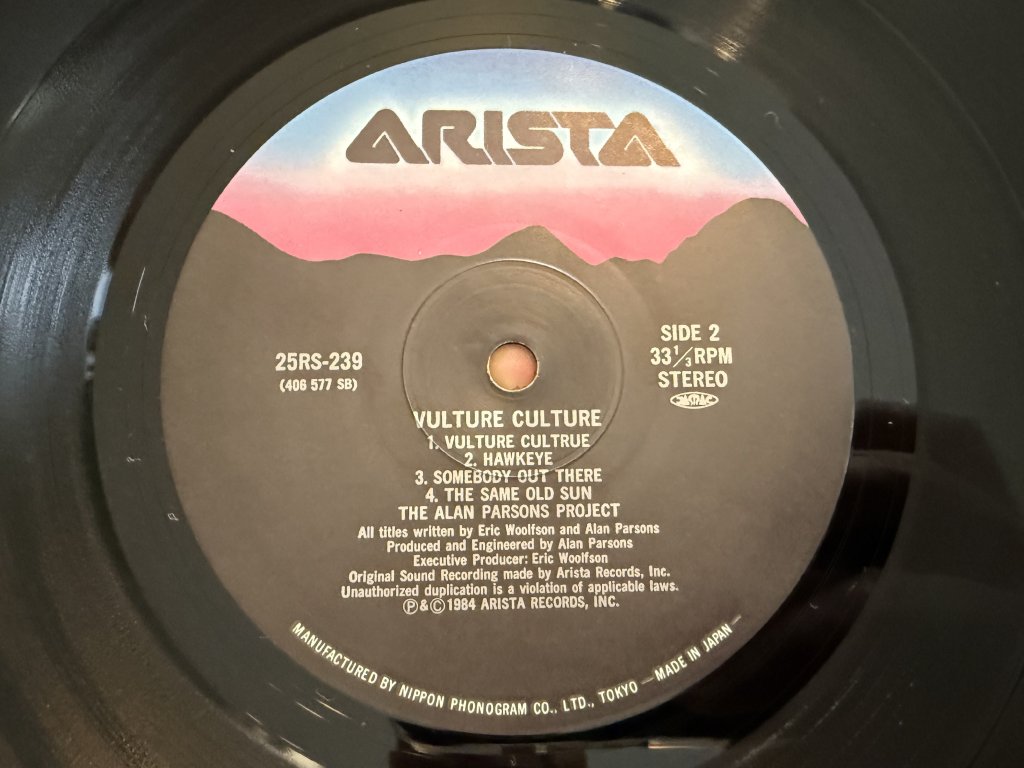 ARISTA
25RS-239
(406 577 SB)
SIDE 2
33⅓RPM
STEREO
JASRAC
VULTURE CULTURE
1. VULTURE CULTRUE
2. HAWKEYE
3. SOMEBODY OUT THERE
4. THE SAME OLD SUN
THE ALAN PARSONS PROJECT
All titles written by Eric Woolfson and Alan Parsons
Produced and Engineered by Alan Parsons
Executive Producer: Eric Woolfson
Original Sound Recording made by Arista Records, Inc.
Unauthorized duplication is a violation of applicable laws.
Ⓟ&©1984 ARISTA RECORDS, INC.
MANUFACTURED BY NIPPON PHONOGRAM CO., LTD., TOKYO — MADE IN JAPAN —